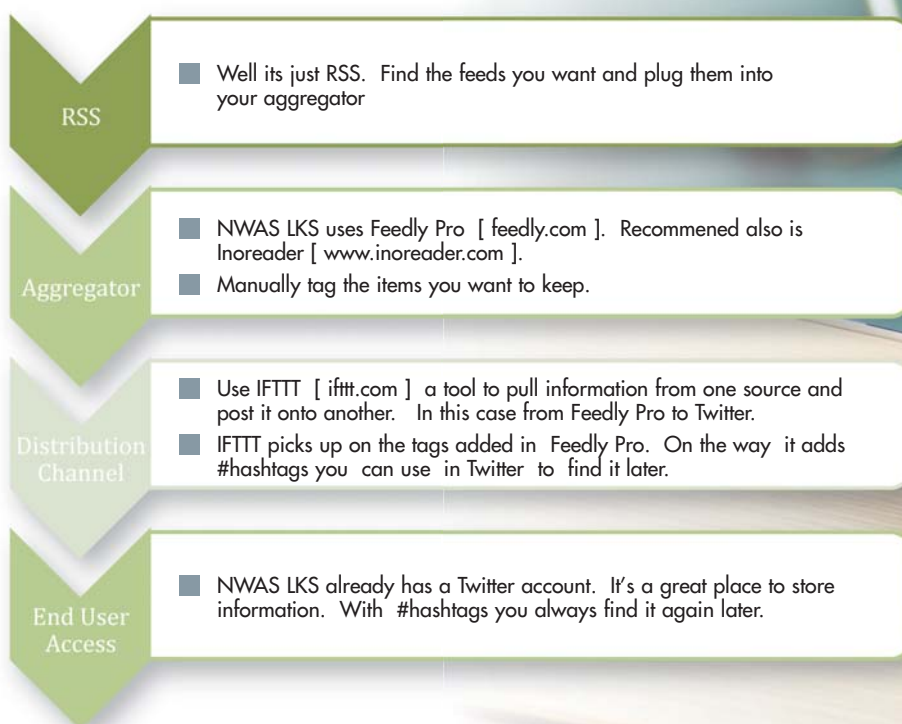 RSS
Well its just RSS. Find the feeds you want and plug them into
your aggregator
Aggregator
NWAS LKS uses Feedly Pro [ feedly.com ]. Recommened also is
Inoreader [ www.inoreader.com ].
Manually tag the items you want to keep.
Distribution
Channel
Use IFTTT [ ifttt.com ] a tool to pull information from one source and
post it onto another. In this case from Feedly Pro to Twitter.
IFTTT picks up on the tags added in Feedly Pro. On the way it adds
#hashtags you can use in Twitter to find it later.
End User
Access
NWAS LKS already has a Twitter account. It's a great place to store
information. With #hashtags you always find it again later.